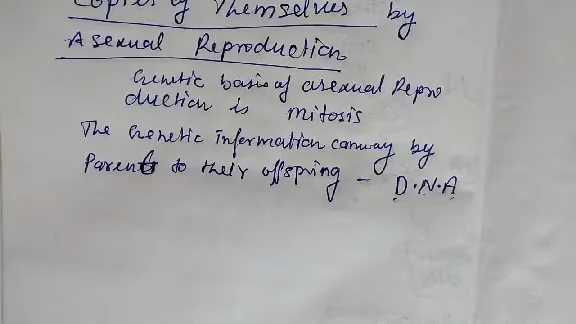 Copies of Themselves by
Asexual Reproduction
Genetic basis of asexual Repro
duction is mitosis
The Genetic information convay by
Parents to their offspring – D.N.A